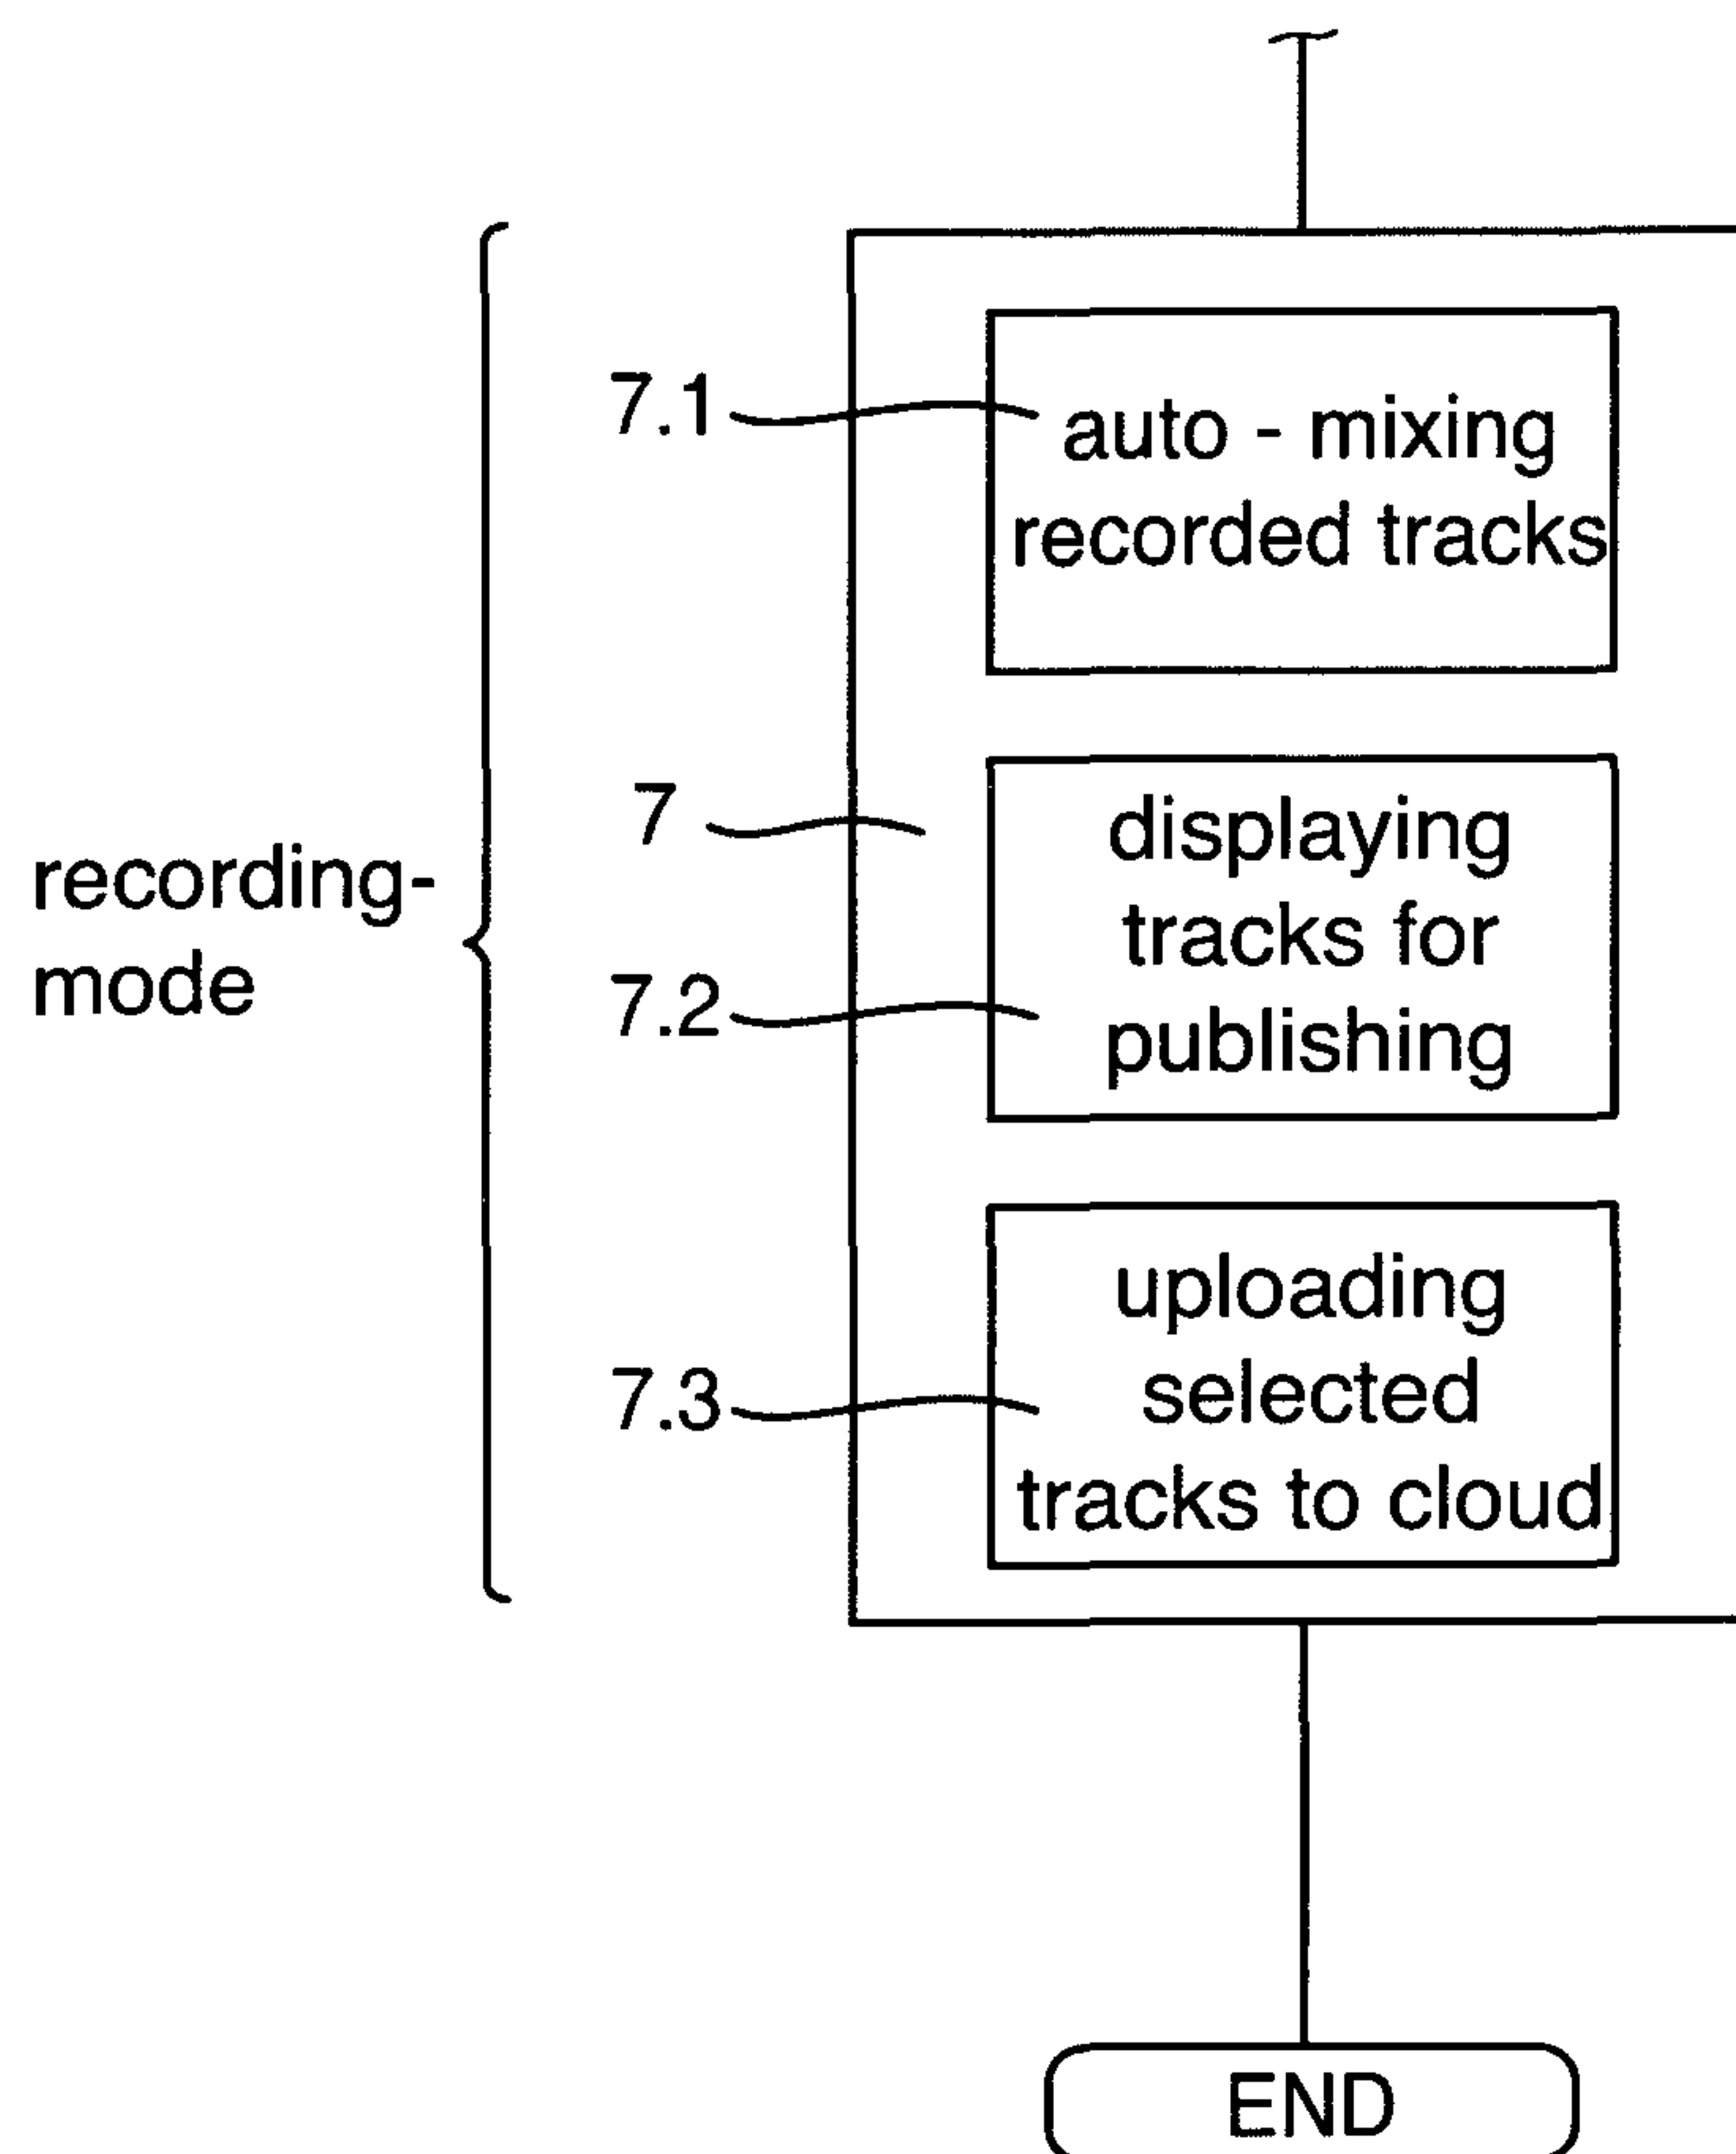 7.1
auto - mixing
recorded tracks
7
displaying
tracks for
publishing
recording-
mode
7.2
uploading
selected
tracks to cloud
7.3
END